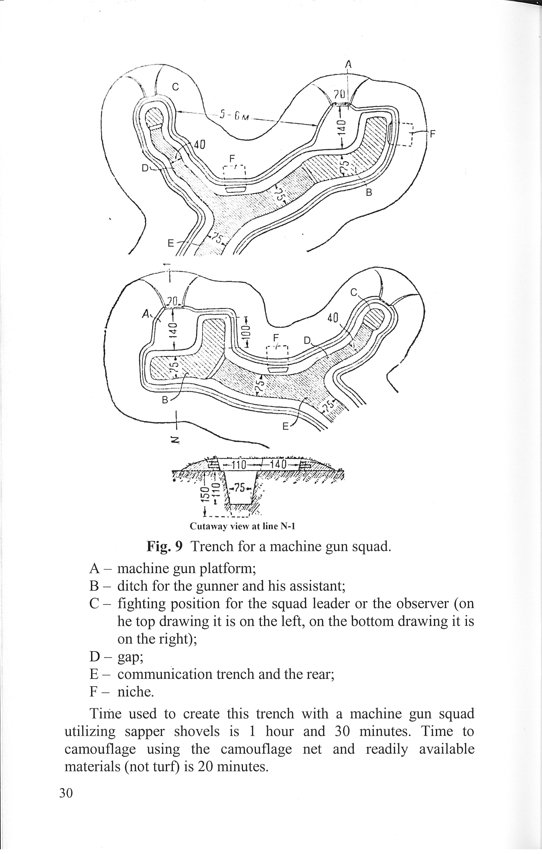 A
C
70
5-6 м
140
40
F
F
D
75
75
B
E
75
1
C
70
A
140
100
40
F
D
75
75
B
E
75
N
110 140
150
110
75
Cutaway view at line N-1
Fig. 9 Trench for a machine gun squad.
A – machine gun platform;
B – ditch for the gunner and his assistant;
C – fighting position for the squad leader or the observer (on
he top drawing it is on the left, on the bottom drawing it is
on the right);
D – gap;
E – communication trench and the rear;
F – niche.
Time used to create this trench with a machine gun squad
utilizing sapper shovels is 1 hour and 30 minutes. Time to
camouflage using the camouflage net and readily available
materials (not turf) is 20 minutes.
30